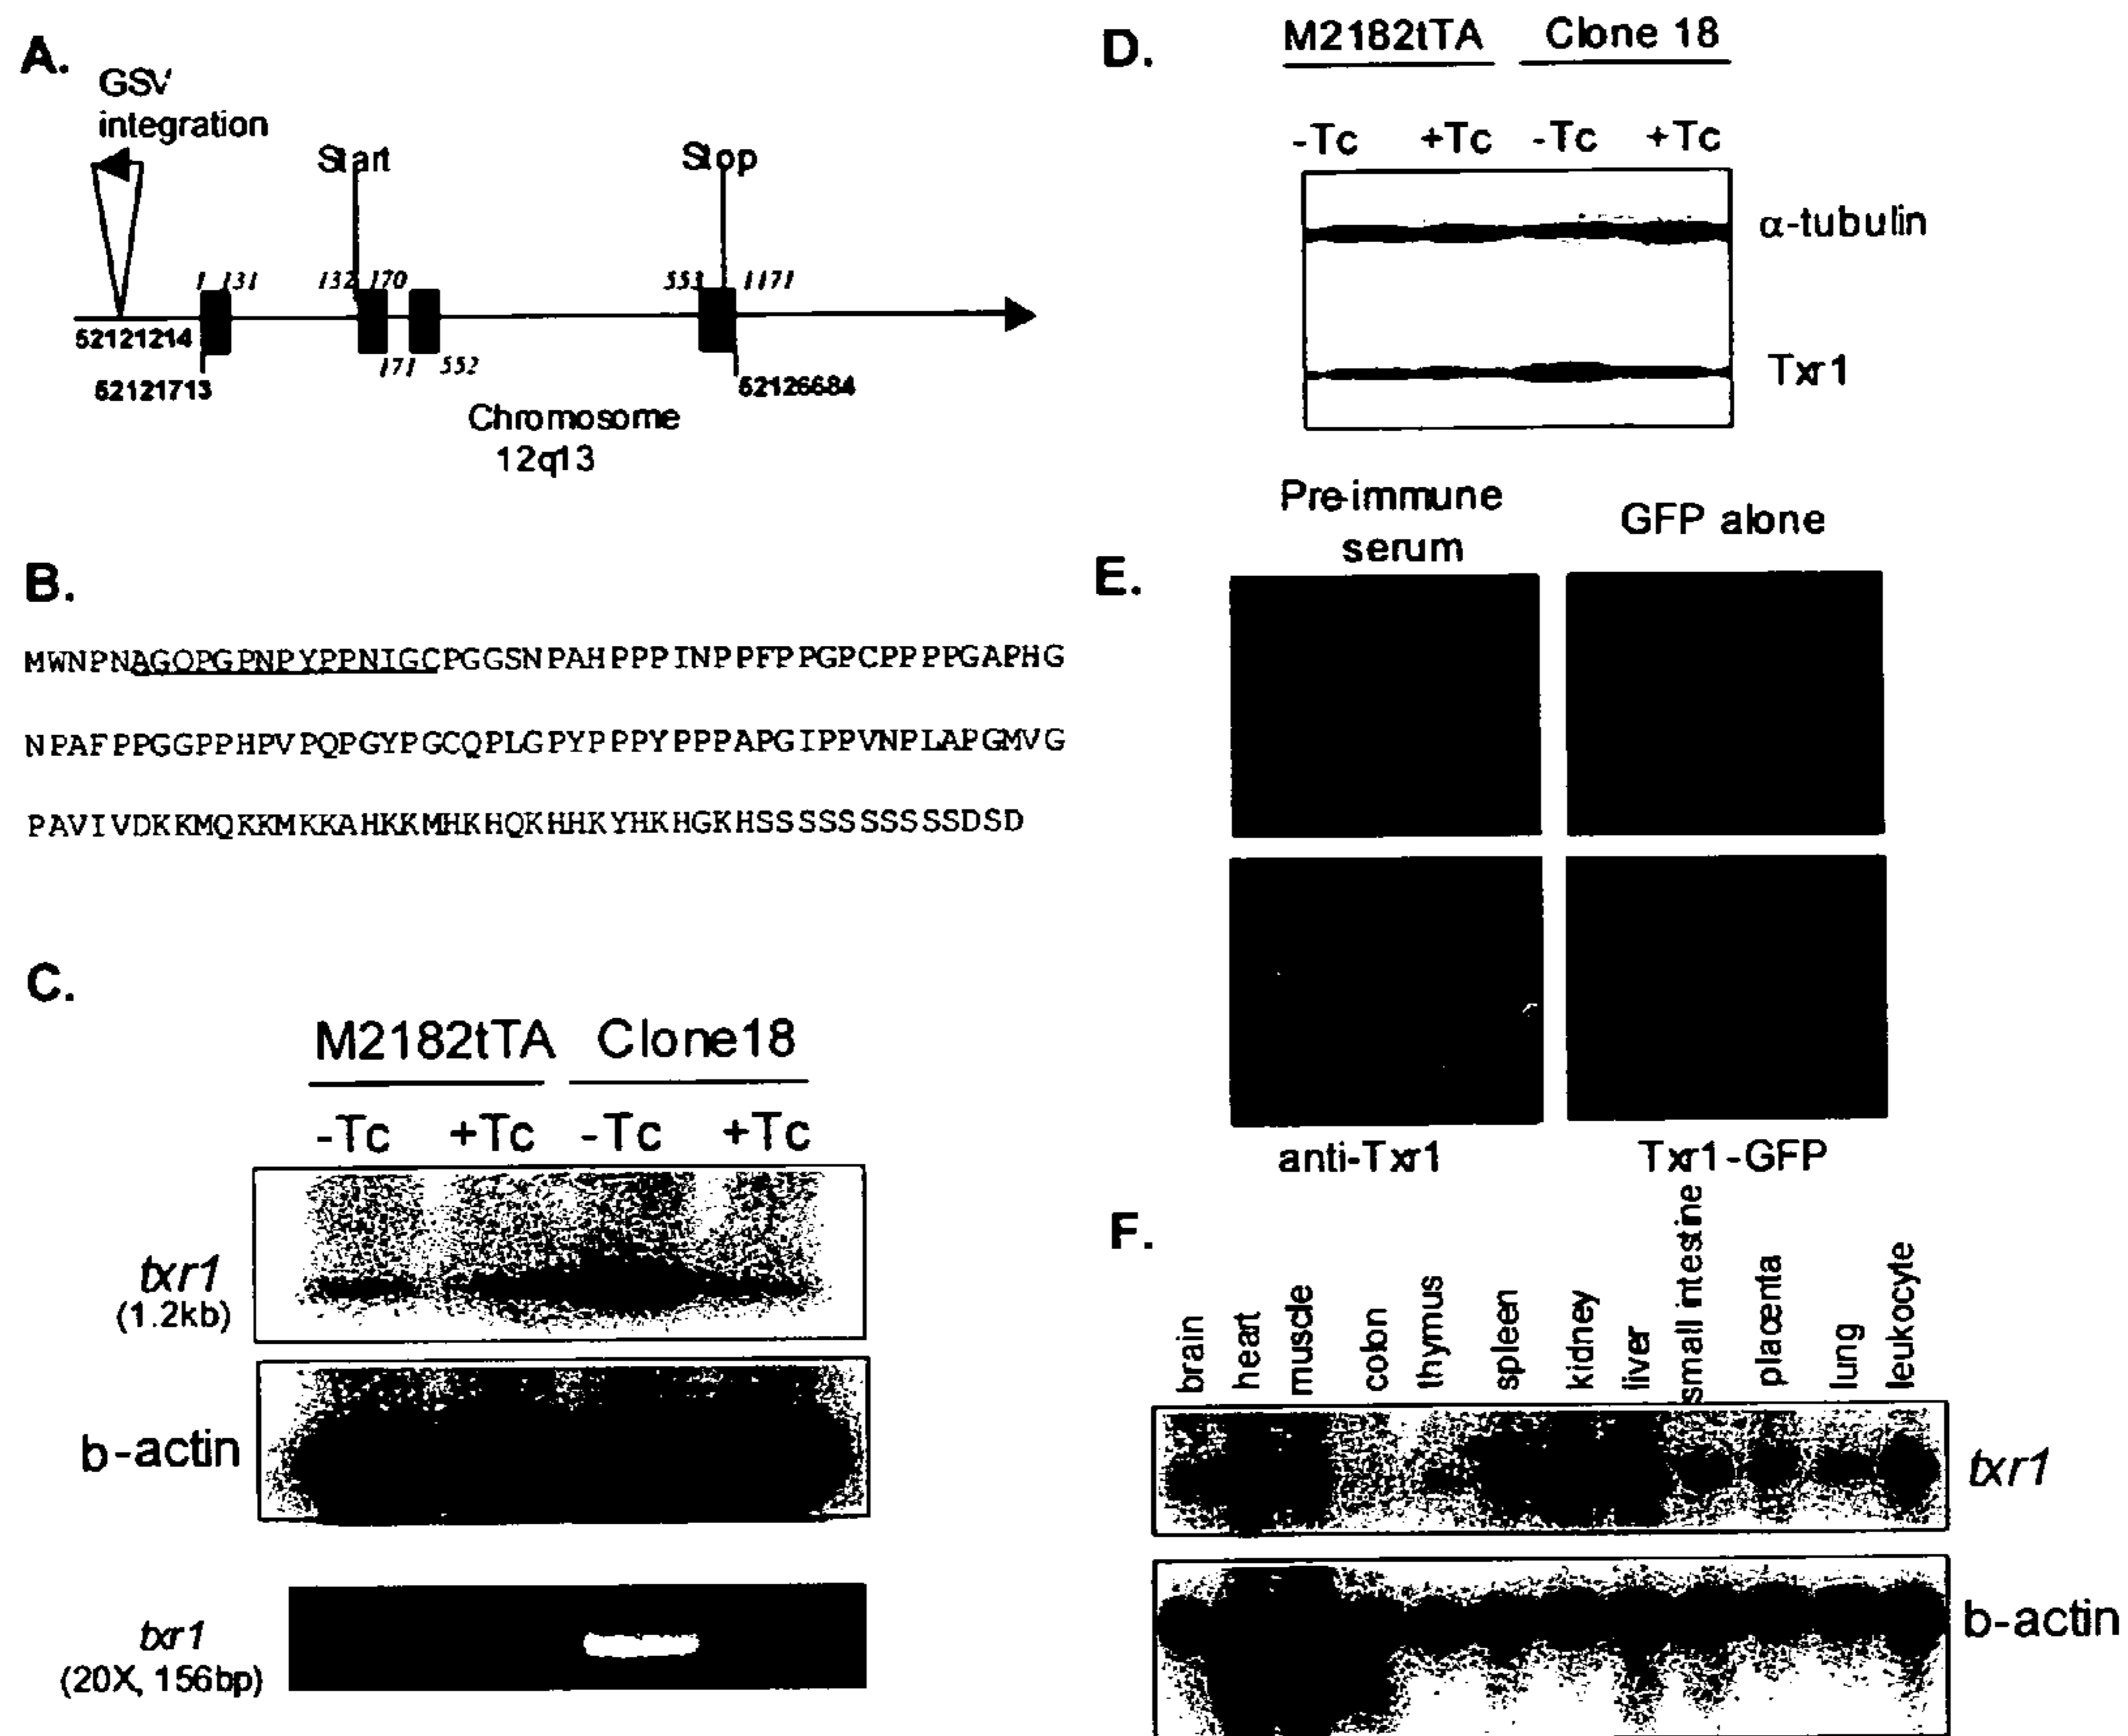 A.
GSV
integration
Start
Stop
1 131
132 170
553 1171
52121214
171 552
52121713
52126684
Chromosome
12q13
B.
MWNPNAGQPGPNPYPPNIGCPGGSNPAHPPPINPPFPPGPCPPPPGAPHG
NPAFPPGGPPHPVPQPGYPGCQPLGPYPPPYPPPAPGIPPVNPLAPGMVG
PAVIVDKKMQKKMKKAHKKMHKHQKHHKYHKHGKHSSSSSSSSSSDSD
C.
M2182tTA Clone18
-Tc +Tc -Tc +Tc
txr1
(1.2kb)
b-actin
txr1
(20X, 156bp)
D.
M2182tTA Clone 18
-Tc +Tc -Tc +Tc
α-tubulin
Txr1
E.
Pre-immune
serum
GFP alone
anti-Txr1
Txr1-GFP
F.
brain
heart
muscle
colon
thymus
spleen
kidney
liver
small intestine
placenta
lung
leukocyte
txr1
b-actin